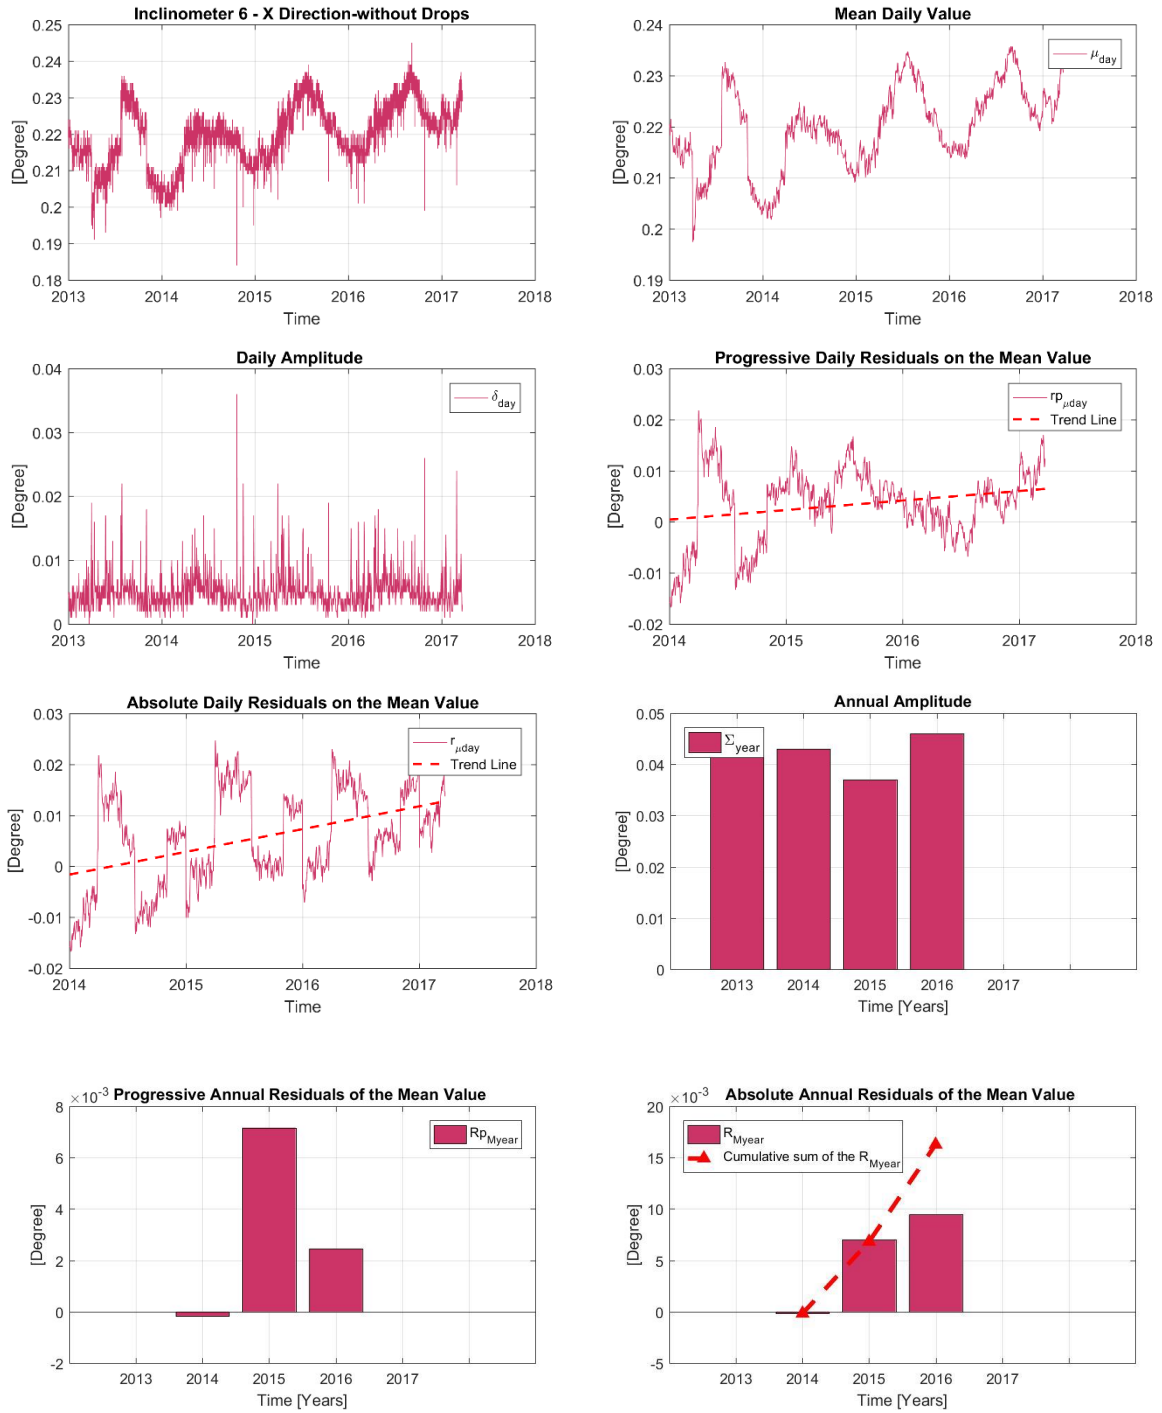 Inclinometer 6 - X Direction-without Drops
0.25
0.24
0.23
0.22
0.21
0.2
0.19
0.18
[Degree]
2013 2014 2015 2016 2017 2018
Time
Mean Daily Value
0.24
0.23
0.22
0.21
0.2
0.19
[Degree]
μday
2013 2014 2015 2016 2017 2018
Time
Daily Amplitude
0.04
0.03
0.02
0.01
0
[Degree]
δday
2013 2014 2015 2016 2017 2018
Time
Progressive Daily Residuals on the Mean Value
0.03
0.02
0.01
0
-0.01
-0.02
[Degree]
rpμday
Trend Line
2014 2015 2016 2017 2018
Time
Absolute Daily Residuals on the Mean Value
0.03
0.02
0.01
0
-0.01
-0.02
[Degree]
rμday
Trend Line
2014 2015 2016 2017 2018
Time
Annual Amplitude
0.05
0.04
0.03
0.02
0.01
0
[Degree]
Σyear
2013 2014 2015 2016 2017
Time [Years]
Progressive Annual Residuals of the Mean Value
×10-3
8
6
4
2
0
-2
[Degree]
RpMyear
2013 2014 2015 2016 2017
Time [Years]
Absolute Annual Residuals of the Mean Value
×10-3
20
15
10
5
0
-5
[Degree]
RMyear
Cumulative sum of the RMyear
2013 2014 2015 2016 2017
Time [Years]